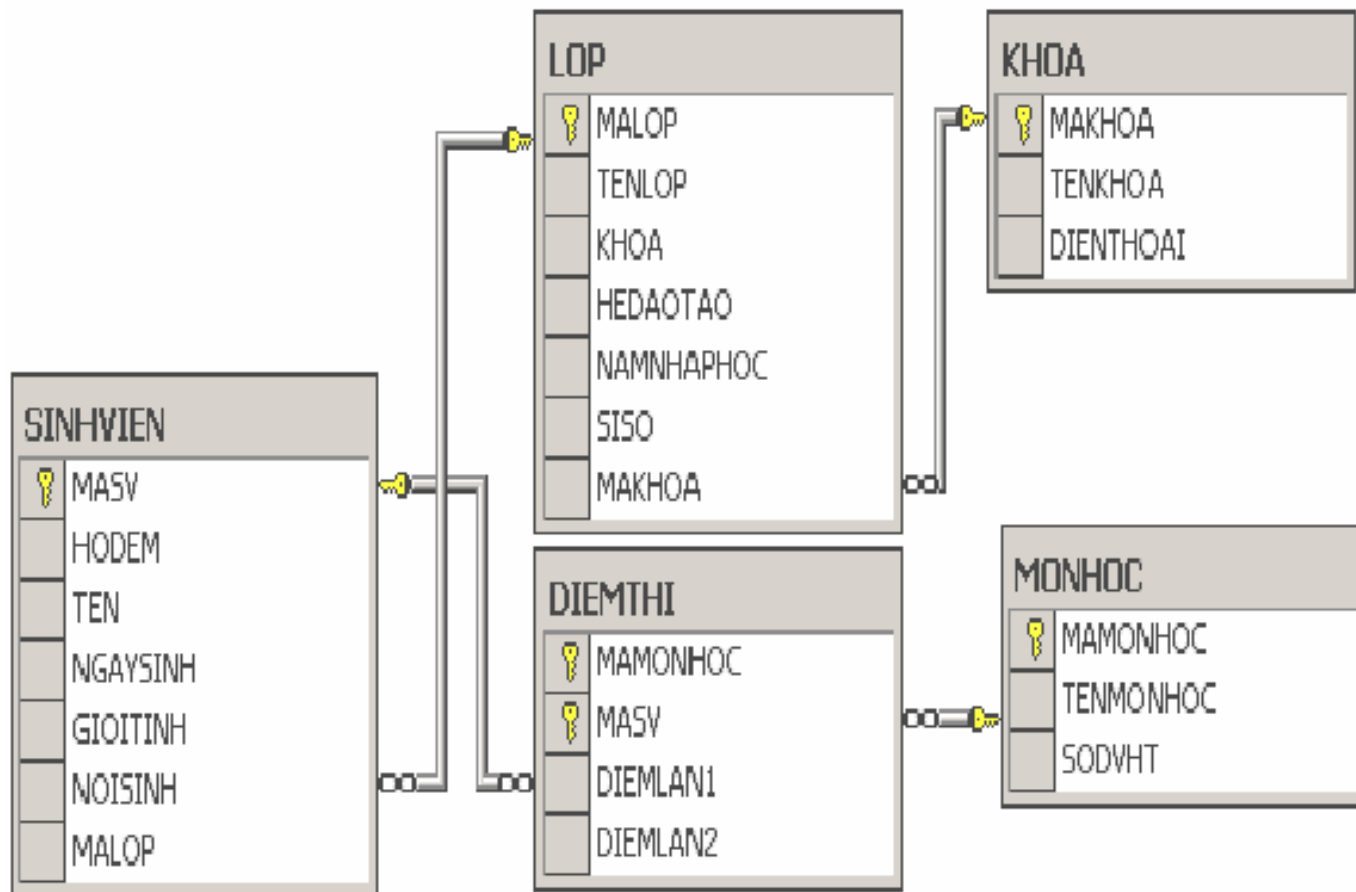 LOP
MALOP
TENLOP
KHOA
HEDAOTAO
NAMNHAPHOC
SISO
MAKHOA
KHOA
MAKHOA
TENKHOA
DIENTHOAI
SINHVIEN
MASV
HODEM
TEN
NGAYSINH
GIOITINH
NOISINH
MALOP
DIEMTHI
MAMONHOC
MASV
DIEMLAN1
DIEMLAN2
MONHOC
MAMONHOC
TENMONHOC
SODVHT